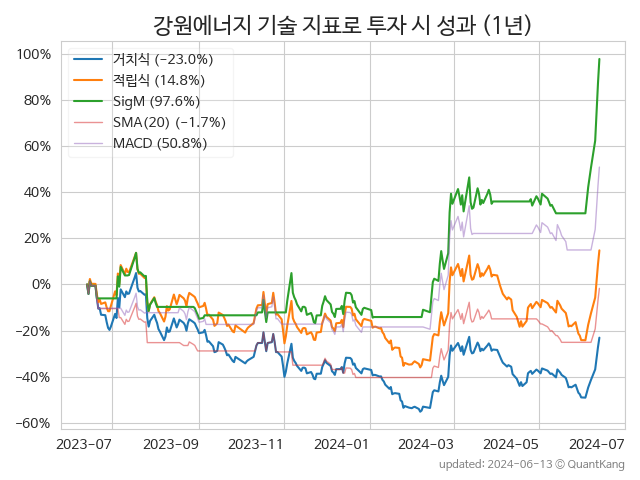 강원에너지 기술 지표로 투자 시 성과 (1년)
거치식 (−23.0%)
적립식 (14.8%)
SigM (97.6%)
SMA(20) (−1.7%)
MACD (50.8%)
100%
80%
60%
40%
20%
0%
−20%
−40%
−60%
2023−07 2023−09 2023−11 2024−01 2024−03 2024−05 2024−07
updated: 2024-06-13 ⓒ QuantKang